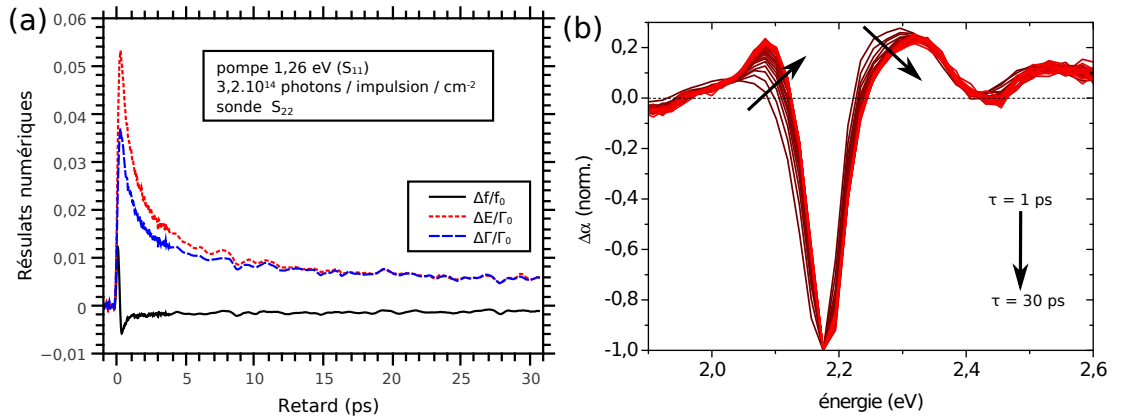 (a)
Résulats numériques
0,06
0,05
0,04
0,03
0,02
0,01
0
−0,01
pompe 1,26 eV (S₁₁)
3,2.10¹⁴ photons / impulsion / cm⁻²
sonde S₂₂
Δf/f₀
ΔE/Γ₀
ΔΓ/Γ₀
0 5 10 15 20 25 30
Retard (ps)
(b)
Δα (norm.)
0,2
0,0
-0,2
-0,4
-0,6
-0,8
-1,0
τ = 1 ps
τ = 30 ps
2,0 2,2 2,4 2,6
énergie (eV)